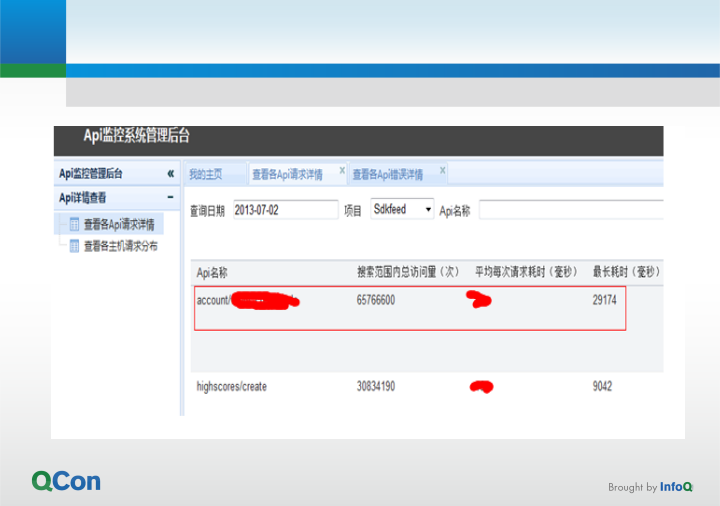 Api监控系统管理后台
Api监控管理后台 «
我的主页 查看各Api请求详情 × 查看各Api错误详情 ×
Api详情查看 −
查询日期 2013-07-02 项目 Sdkfeed Api名称
查看各Api请求详情
查看各主机请求分布
Api名称 搜索范围内总访问量（次） 平均每次请求耗时（毫秒） 最长耗时（毫秒）
account/ 65766600 29174
highscores/create 30834190 9042
QCon
Brought by InfoQ